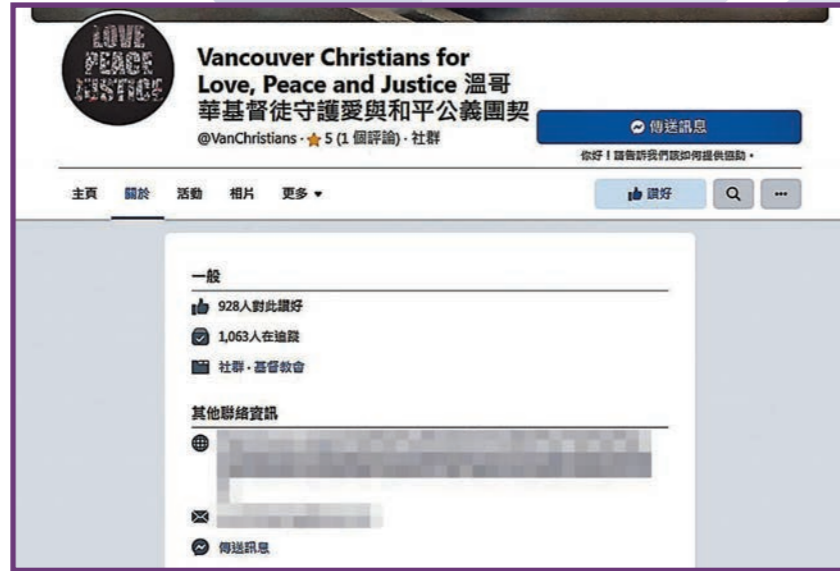 LOVE
PEACE
JUSTICE
Vancouver Christians for
Love, Peace and Justice 溫哥
華基督徒守護愛與和平公義團契
@VanChristians · 5 (1 個評論) · 社群
傳送訊息
你好！請告訴我們該如何提供協助。
主頁 關於 活動 相片 更多
讚好
一般
928人對此讚好
1,063人在追蹤
社群 · 基督教會
其他聯絡資訊
傳送訊息